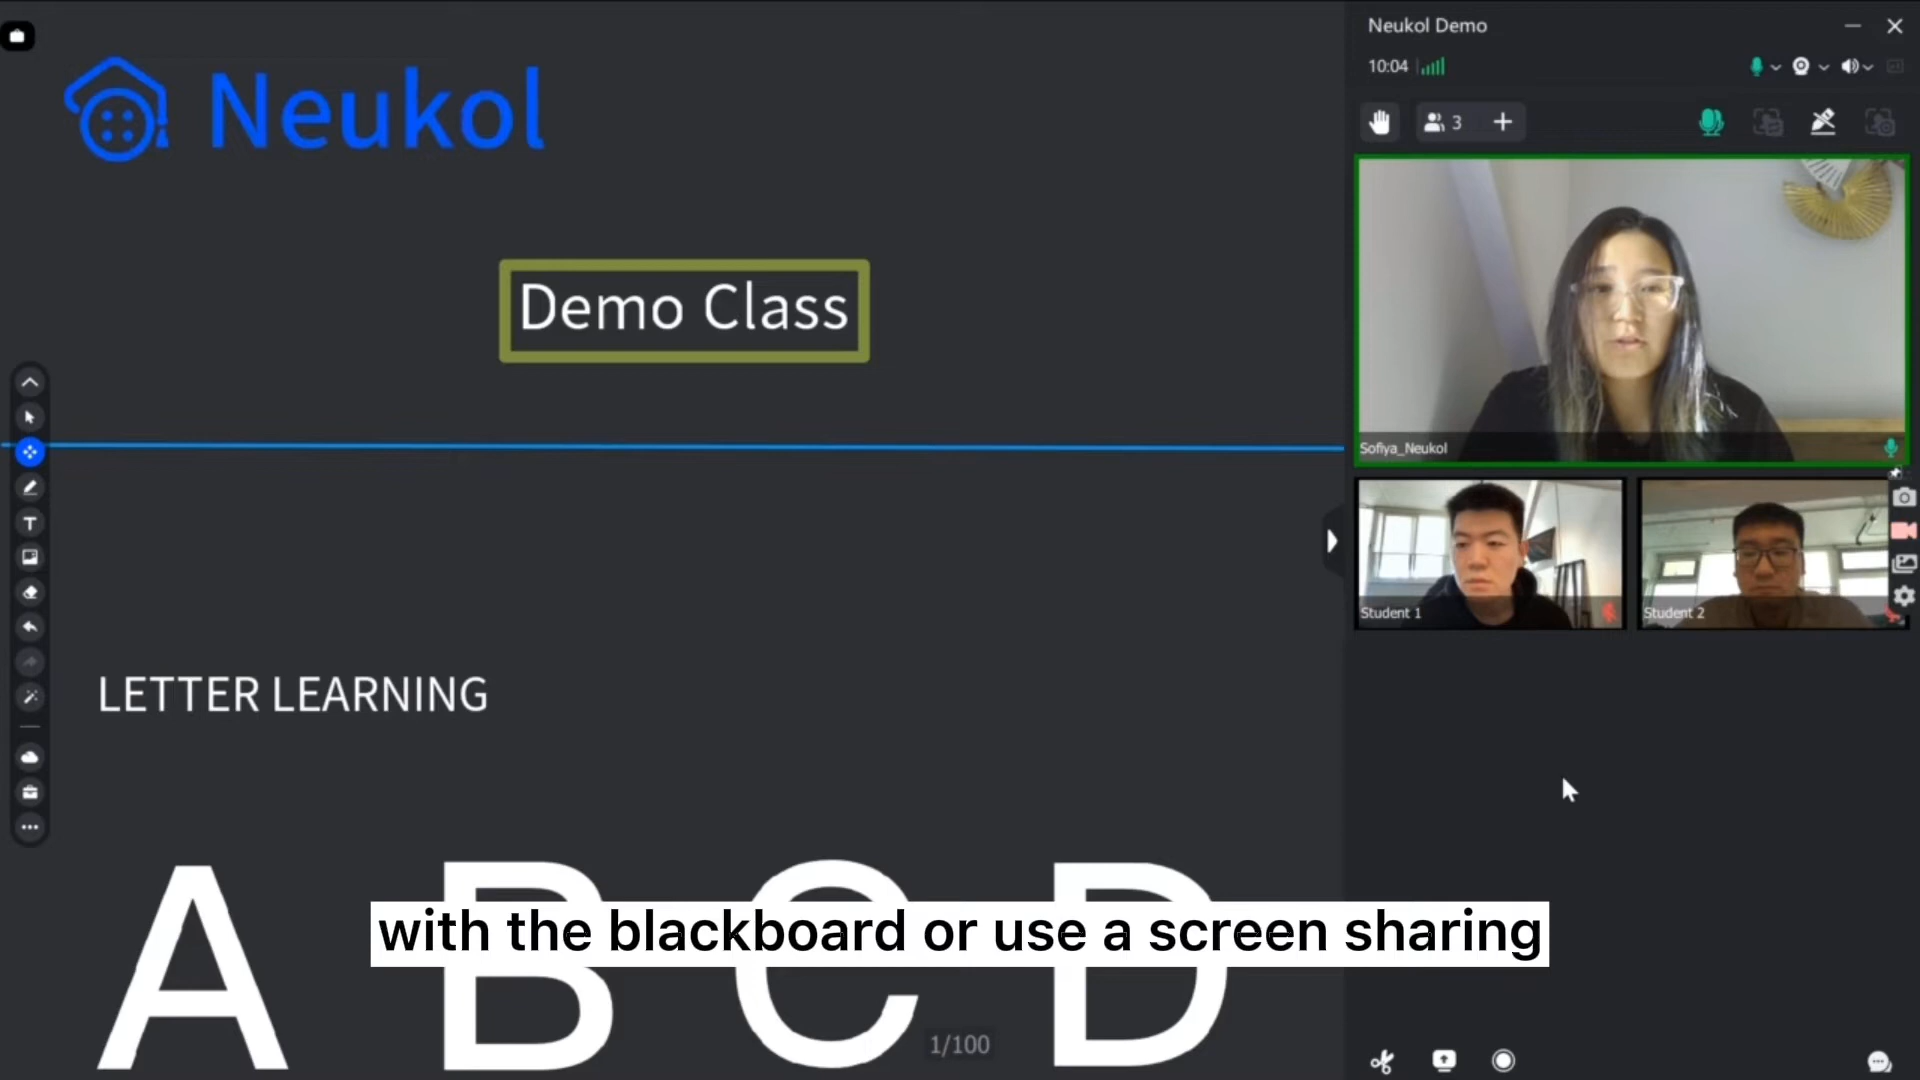 Neukol
Demo Class
LETTER LEARNING
A B C D
with the blackboard or use a screen sharing
1/100
Neukol Demo
10:04
3
Sofiya_Neukol
Student 1
Student 2
T